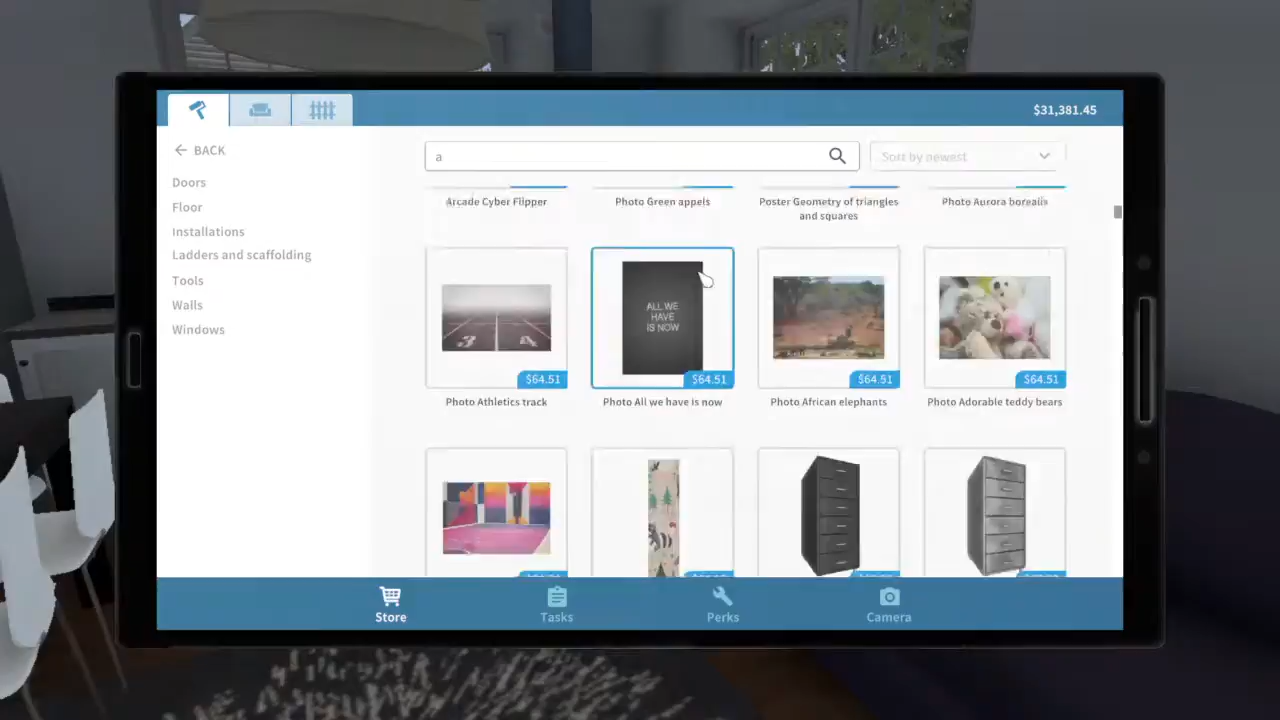 $31,381.45
BACK
a
Sort by newest
Doors
Floor
Installations
Ladders and scaffolding
Tools
Walls
Windows
Arcade Cyber Flipper
Photo Green appels
Poster Geometry of triangles
and squares
Photo Aurora borealis
3 4
ALL WE
HAVE
IS NOW
$64.51
$64.51
$64.51
$64.51
Photo Athletics track
Photo All we have is now
Photo African elephants
Photo Adorable teddy bears
Store
Tasks
Perks
Camera